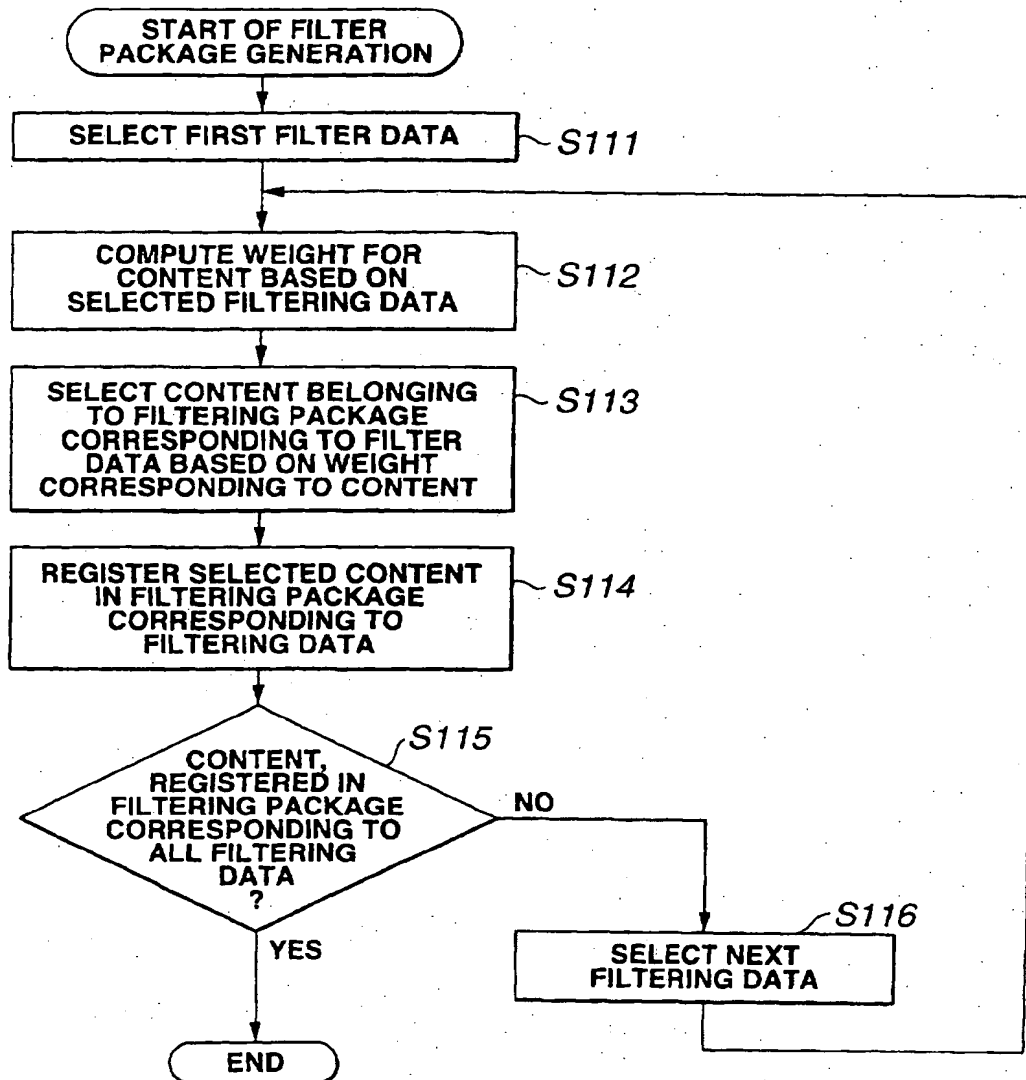 START OF FILTER
PACKAGE GENERATION
SELECT FIRST FILTER DATA
S111
COMPUTE WEIGHT FOR
CONTENT BASED ON
SELECTED FILTERING DATA
S112
SELECT CONTENT BELONGING
TO FILTERING PACKAGE
CORRESPONDING TO FILTER
DATA BASED ON WEIGHT
CORRESPONDING TO CONTENT
S113
REGISTER SELECTED CONTENT
IN FILTERING PACKAGE
CORRESPONDING TO
FILTERING DATA
S114
CONTENT,
REGISTERED IN
FILTERING PACKAGE
CORRESPONDING TO
ALL FILTERING
DATA
?
S115
NO
YES
S116
SELECT NEXT
FILTERING DATA
END